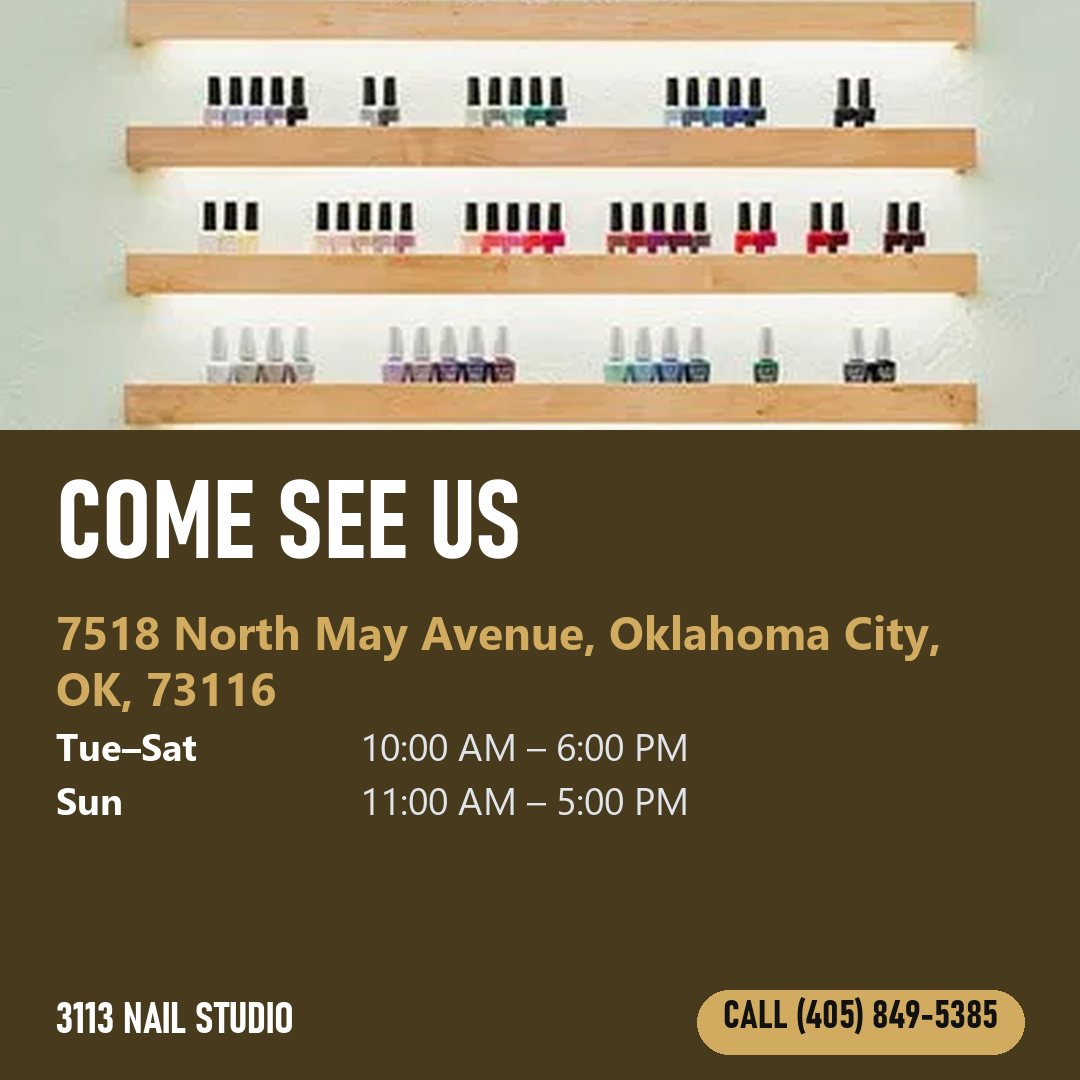 COME SEE US
7518 North May Avenue, Oklahoma City,
OK, 73116
Tue–Sat 10:00 AM – 6:00 PM
Sun 11:00 AM – 5:00 PM
3113 NAIL STUDIO
CALL (405) 849-5385